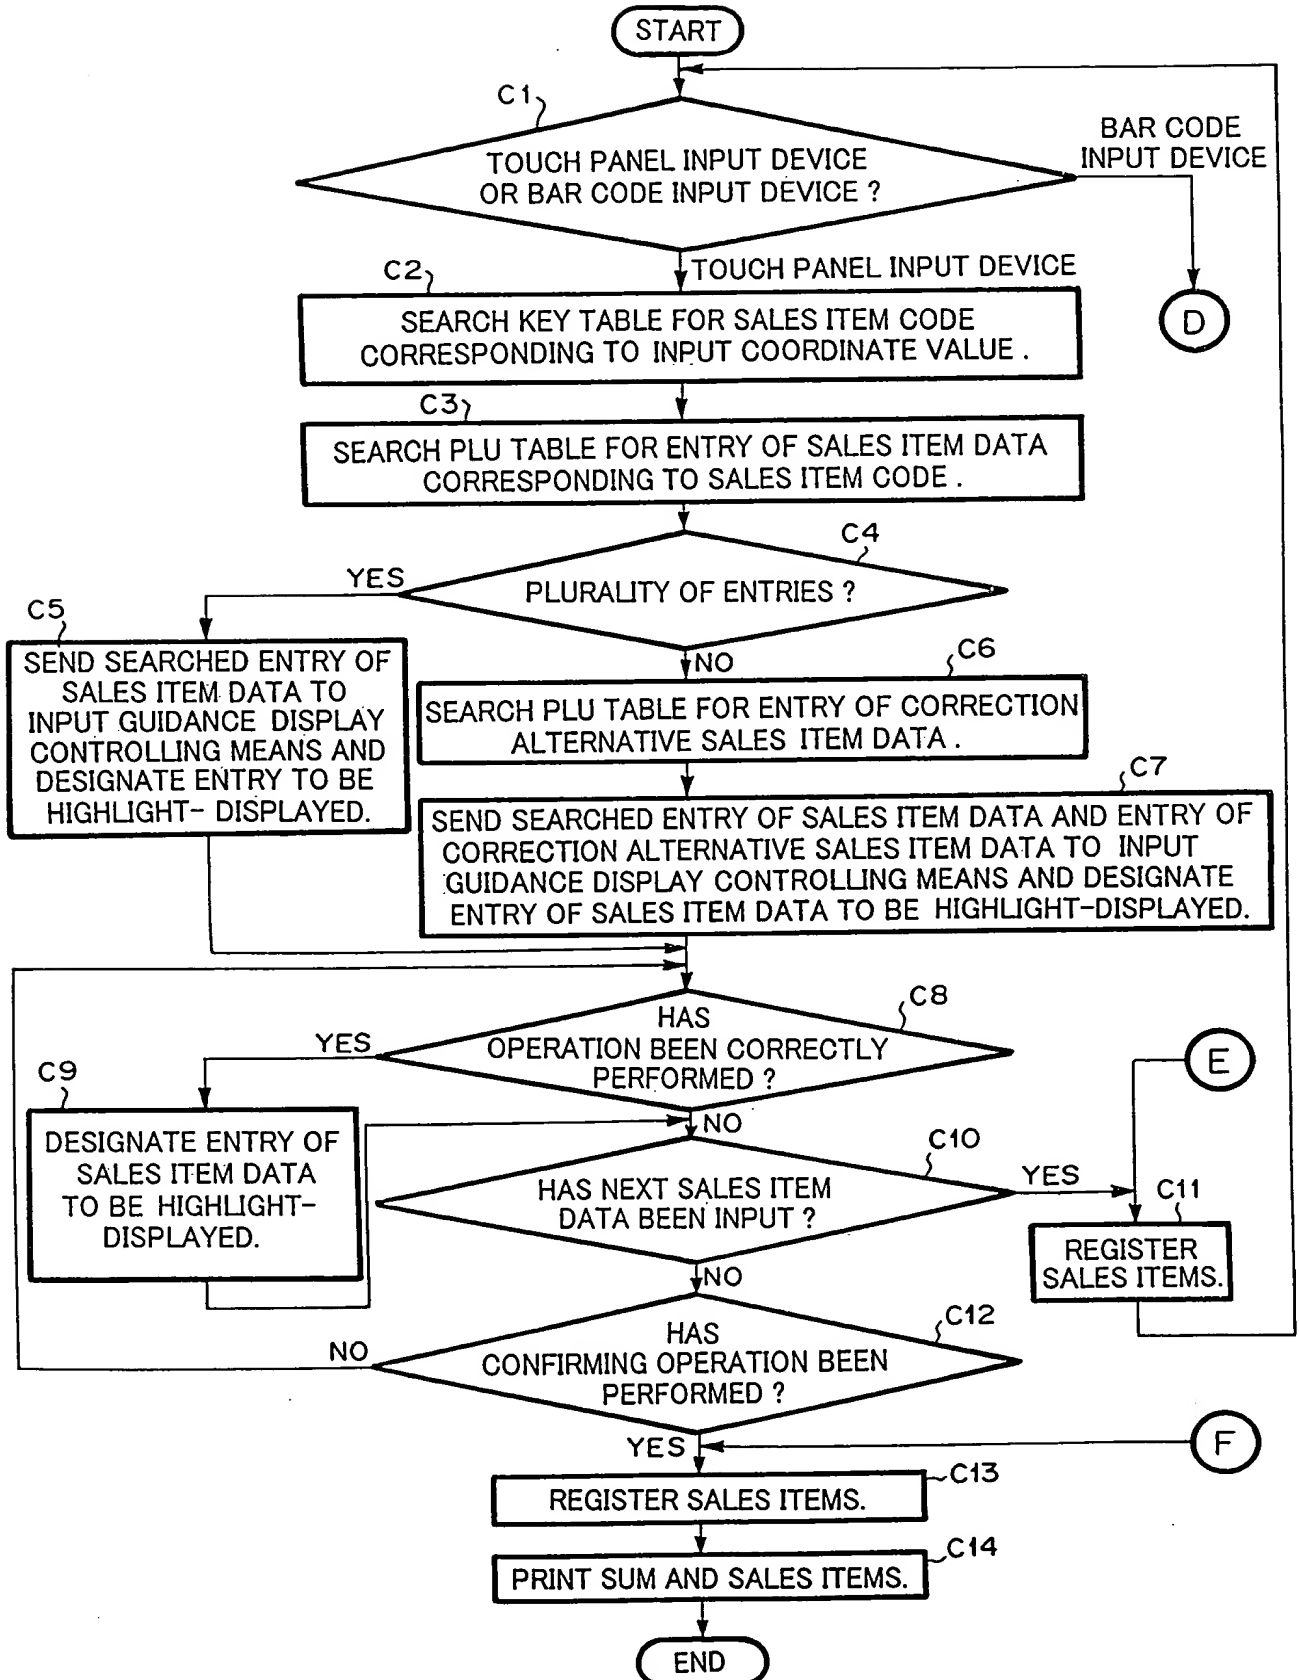 START
C1
BAR CODE
INPUT DEVICE
TOUCH PANEL INPUT DEVICE
OR BAR CODE INPUT DEVICE ?
C2
TOUCH PANEL INPUT DEVICE
D
SEARCH KEY TABLE FOR SALES ITEM CODE
CORRESPONDING TO INPUT COORDINATE VALUE .
C3
SEARCH PLU TABLE FOR ENTRY OF SALES ITEM DATA
CORRESPONDING TO SALES ITEM CODE .
C4
YES
PLURALITY OF ENTRIES ?
C5
NO
C6
SEND SEARCHED ENTRY OF
SALES ITEM DATA TO
INPUT GUIDANCE DISPLAY
CONTROLLING MEANS AND
DESIGNATE ENTRY TO BE
HIGHLIGHT- DISPLAYED.
SEARCH PLU TABLE FOR ENTRY OF CORRECTION
ALTERNATIVE SALES ITEM DATA .
C7
SEND SEARCHED ENTRY OF SALES ITEM DATA AND ENTRY OF
CORRECTION ALTERNATIVE SALES ITEM DATA TO INPUT
GUIDANCE DISPLAY CONTROLLING MEANS AND DESIGNATE
ENTRY OF SALES ITEM DATA TO BE HIGHLIGHT-DISPLAYED.
C8
YES
HAS
OPERATION BEEN CORRECTLY
PERFORMED ?
E
C9
NO
DESIGNATE ENTRY OF
SALES ITEM DATA
TO BE HIGHLIGHT-
DISPLAYED.
C10
YES
HAS NEXT SALES ITEM
DATA BEEN INPUT ?
C11
REGISTER
SALES ITEMS.
NO
C12
NO
HAS
CONFIRMING OPERATION BEEN
PERFORMED ?
YES
F
C13
REGISTER SALES ITEMS.
C14
PRINT SUM AND SALES ITEMS.
END